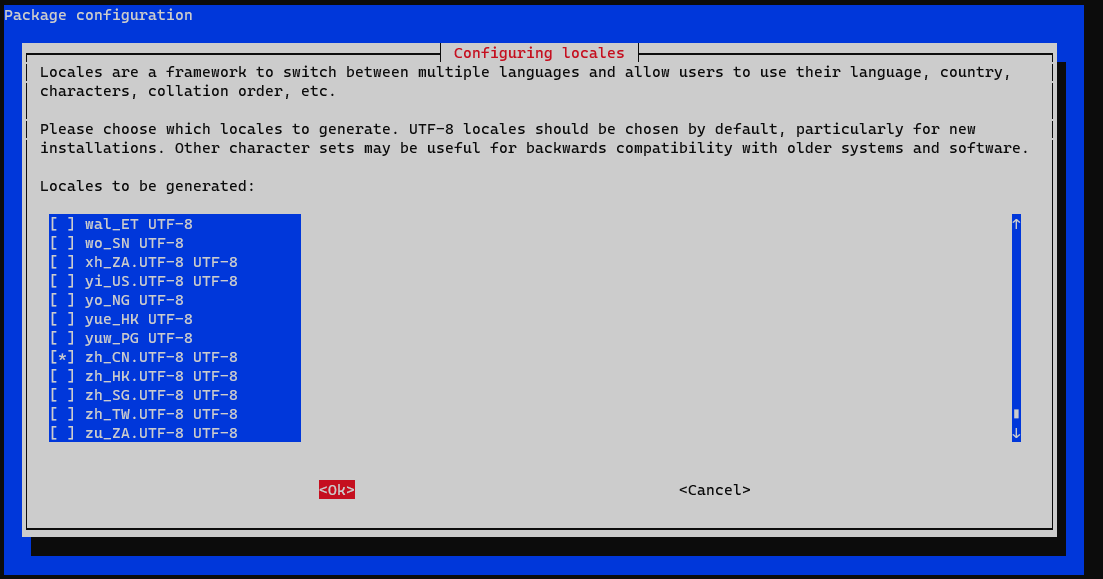 Package configuration
Configuring locales
Locales are a framework to switch between multiple languages and allow users to use their language, country,
characters, collation order, etc.
Please choose which locales to generate. UTF-8 locales should be chosen by default, particularly for new
installations. Other character sets may be useful for backwards compatibility with older systems and software.
Locales to be generated:
[ ] wal_ET UTF-8
[ ] wo_SN UTF-8
[ ] xh_ZA.UTF-8 UTF-8
[ ] yi_US.UTF-8 UTF-8
[ ] yo_NG UTF-8
[ ] yue_HK UTF-8
[ ] yuw_PG UTF-8
[*] zh_CN.UTF-8 UTF-8
[ ] zh_HK.UTF-8 UTF-8
[ ] zh_SG.UTF-8 UTF-8
[ ] zh_TW.UTF-8 UTF-8
[ ] zu_ZA.UTF-8 UTF-8
<Ok> <Cancel>